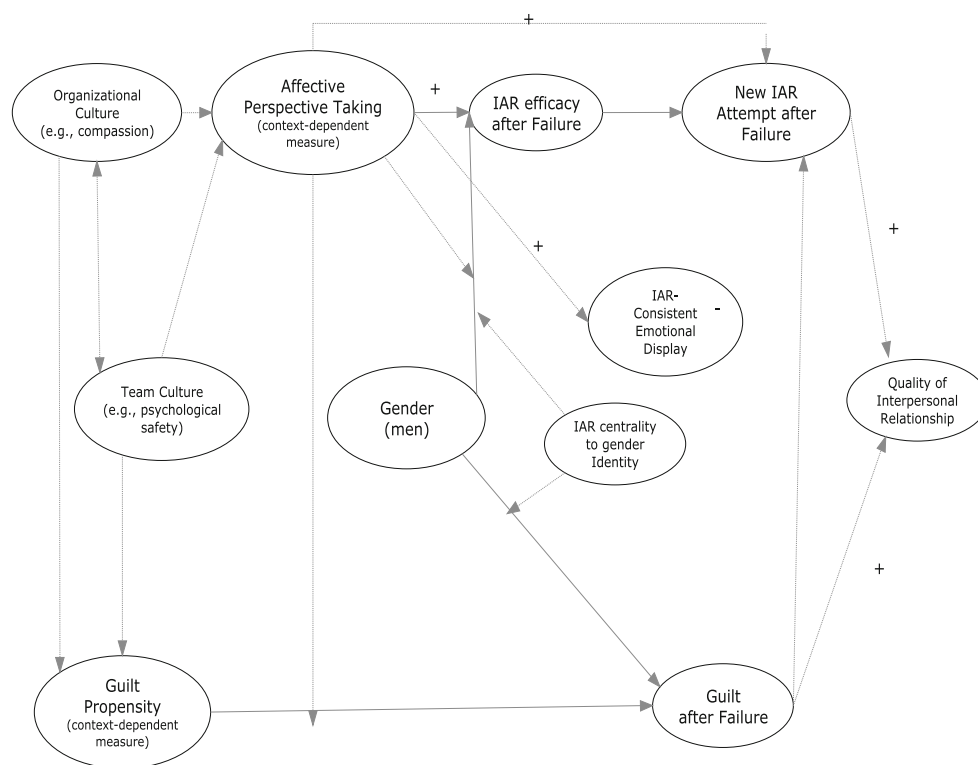 +
Organizational
Culture
(e.g., compassion)
Affective
Perspective Taking
(context-dependent
measure)
+
IAR efficacy
after Failure
New IAR
Attempt after
Failure
+
+
IAR-
Consistent
Emotional
Display
-
Team Culture
(e.g., psychological
safety)
Gender
(men)
IAR centrality
to gender
Identity
Quality of
Interpersonal
Relationship
+
Guilt
Propensity
(context-dependent
measure)
Guilt
after Failure